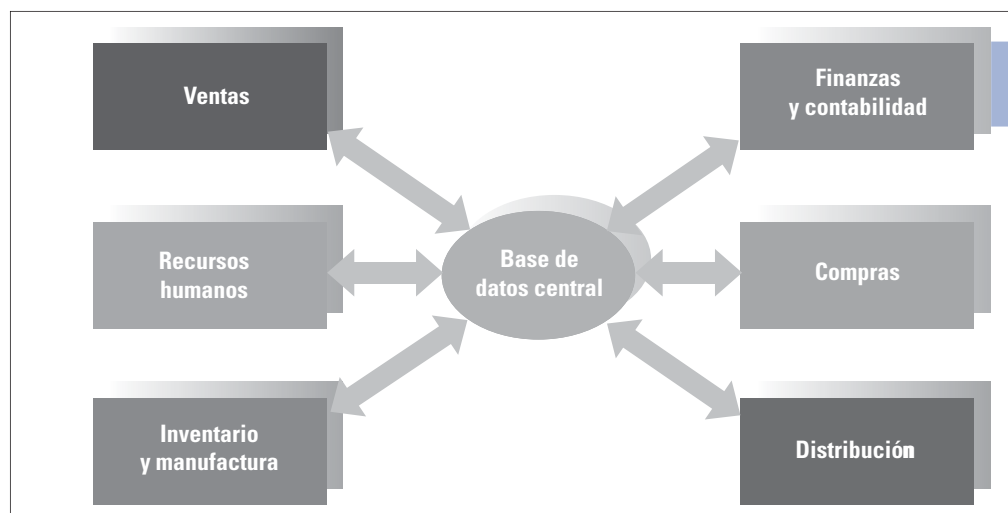 Ventas
Finanzas
y contabilidad
Recursos
humanos
Base de
datos central
Compras
Inventario
y manufactura
Distribución